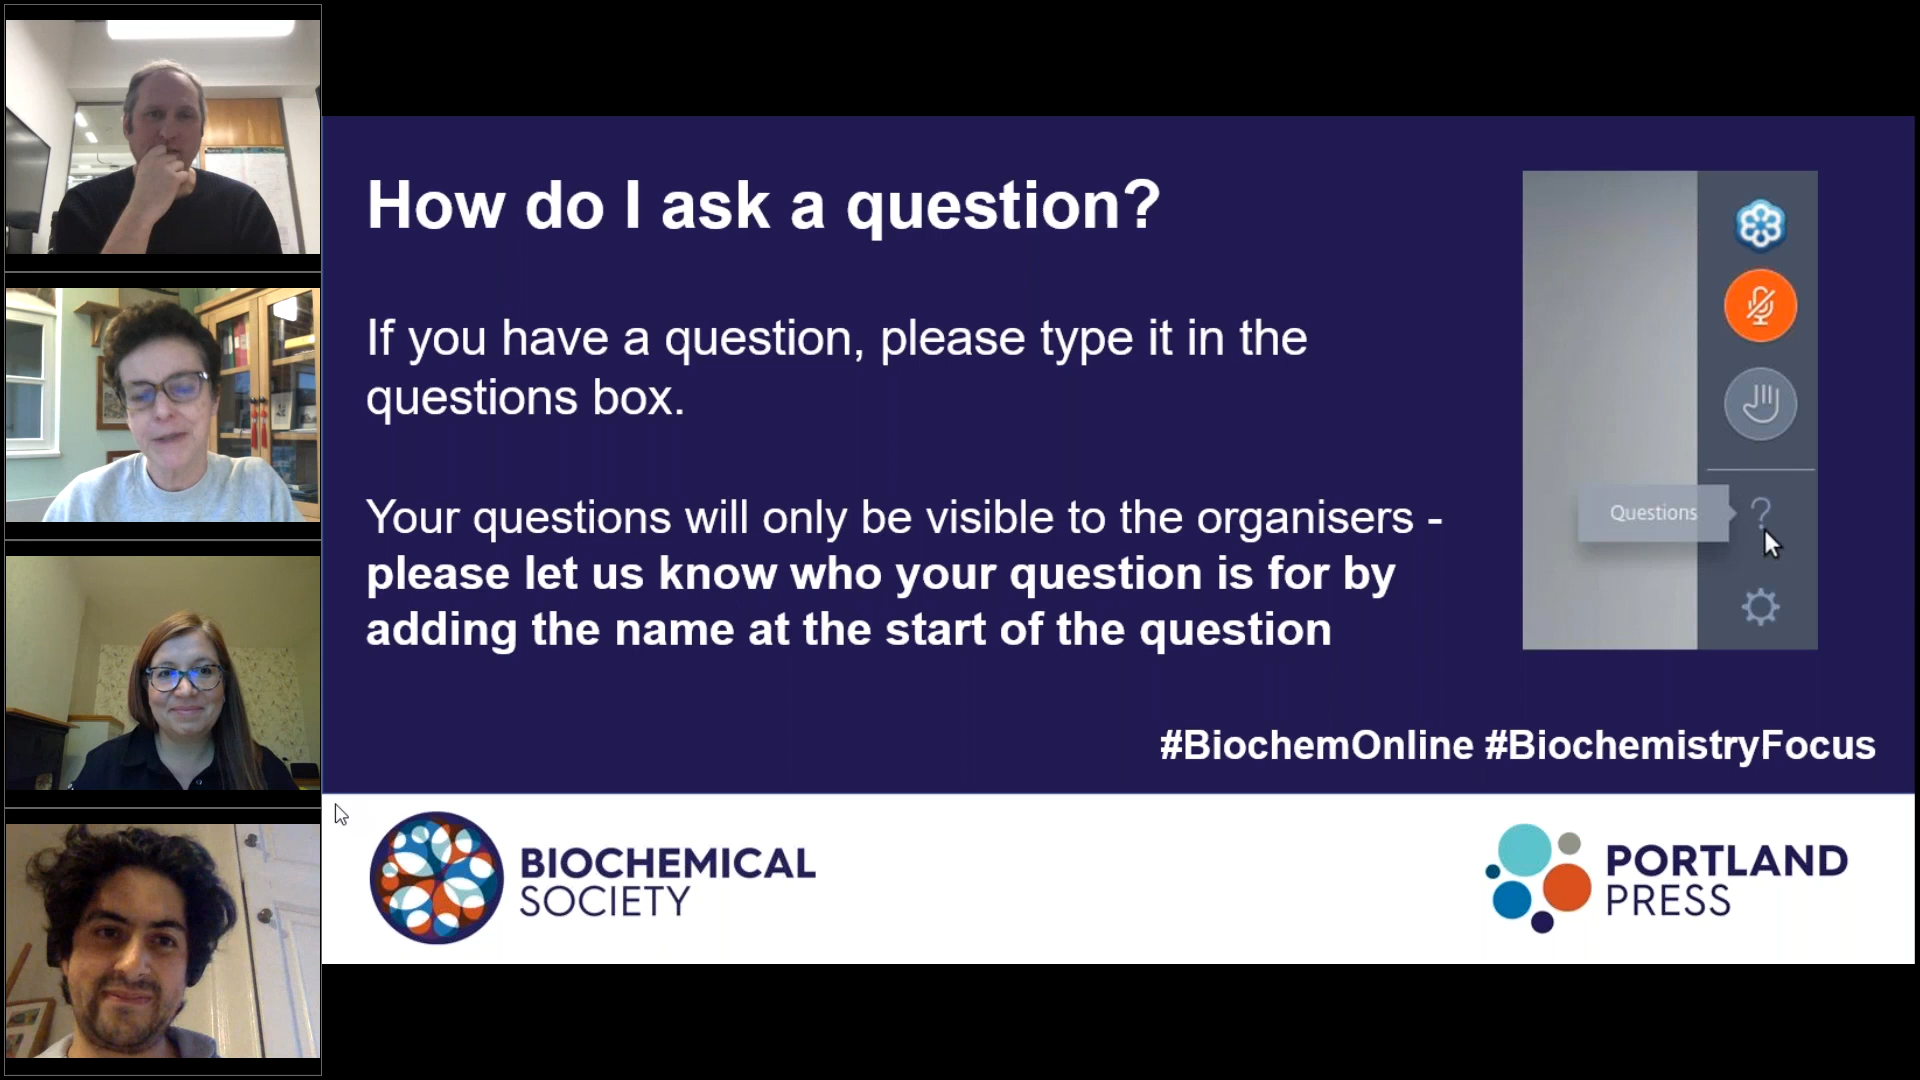 How do I ask a question?
If you have a question, please type it in the
questions box.
Your questions will only be visible to the organisers -
please let us know who your question is for by
adding the name at the start of the question
Questions
?
#BiochemOnline #BiochemistryFocus
BIOCHEMICAL
SOCIETY
PORTLAND
PRESS